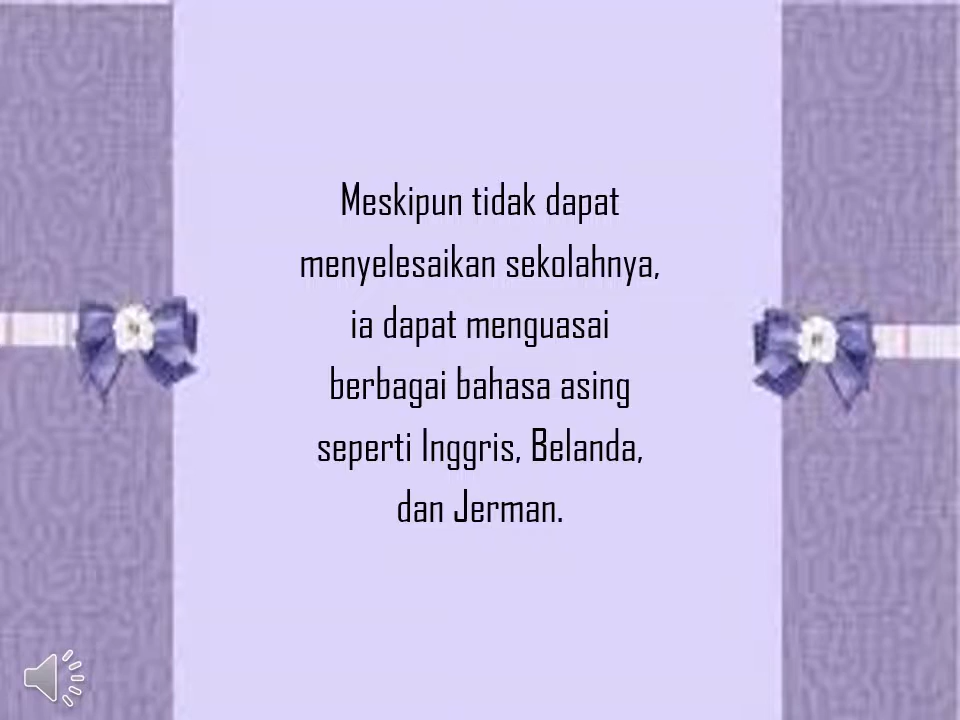 Meskipun tidak dapat
menyelesaikan sekolahnya,
ia dapat menguasai
berbagai bahasa asing
seperti Inggris, Belanda,
dan Jerman.